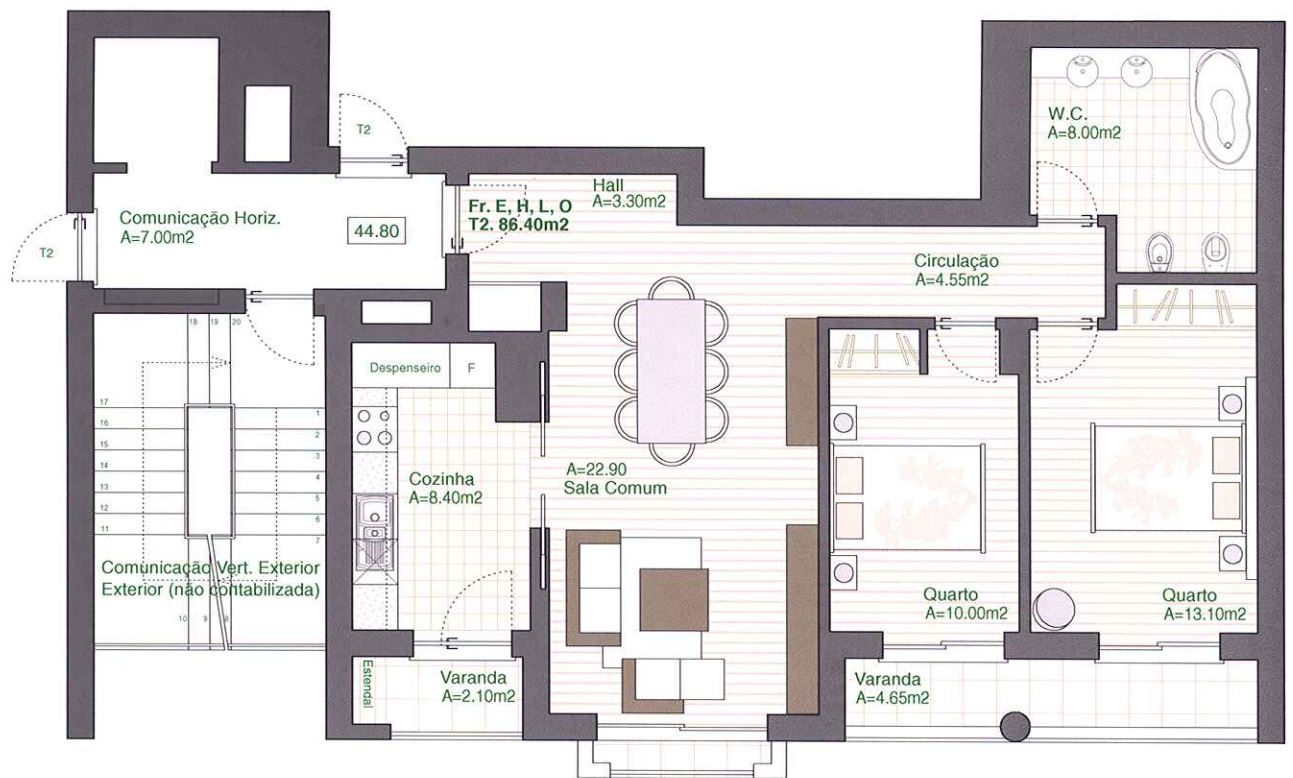 T2
W.C.
A=8.00m2
Hall
A=3.30m2
Comunicação Horiz.
A=7.00m2
44.80
Fr. E, H, L, O
T2. 86.40m2
T2
Circulação
A=4.55m2
18
19
20
Despenseiro
F
17
16
15
14
13
12
11
1
2
3
4
5
6
7
Cozinha
A=8.40m2
A=22.90
Sala Comum
Comunicação Vert. Exterior
Exterior (não contabilizada)
10
9
8
Quarto
A=10.00m2
Quarto
A=13.10m2
Estendal
Varanda
A=2.10m2
Varanda
A=4.65m2